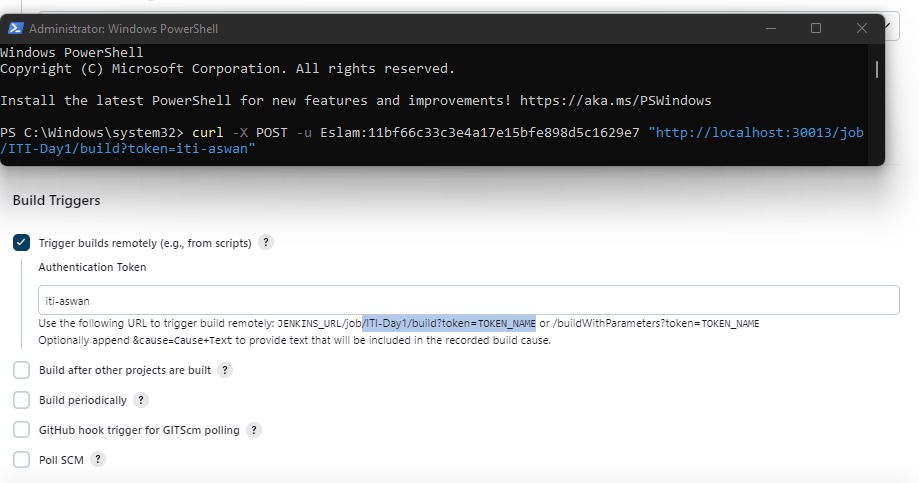 Administrator: Windows PowerShell
Windows PowerShell
Copyright (C) Microsoft Corporation. All rights reserved.
Install the latest PowerShell for new features and improvements! https://aka.ms/PSWindows
PS C:\Windows\system32> curl -X POST -u Eslam:11bf66c33c3e4a17e15bfe898d5c1629e7 "http://localhost:30013/job
/ITI-Day1/build?token=iti-aswan"
Build Triggers
Trigger builds remotely (e.g., from scripts) ?
Authentication Token
iti-aswan
Use the following URL to trigger build remotely: JENKINS_URL/job/ITI-Day1/build?token=TOKEN_NAME or /buildWithParameters?token=TOKEN_NAME
Optionally append &cause=Cause+Text to provide text that will be included in the recorded build cause.
Build after other projects are built ?
Build periodically ?
GitHub hook trigger for GITScm polling ?
Poll SCM ?